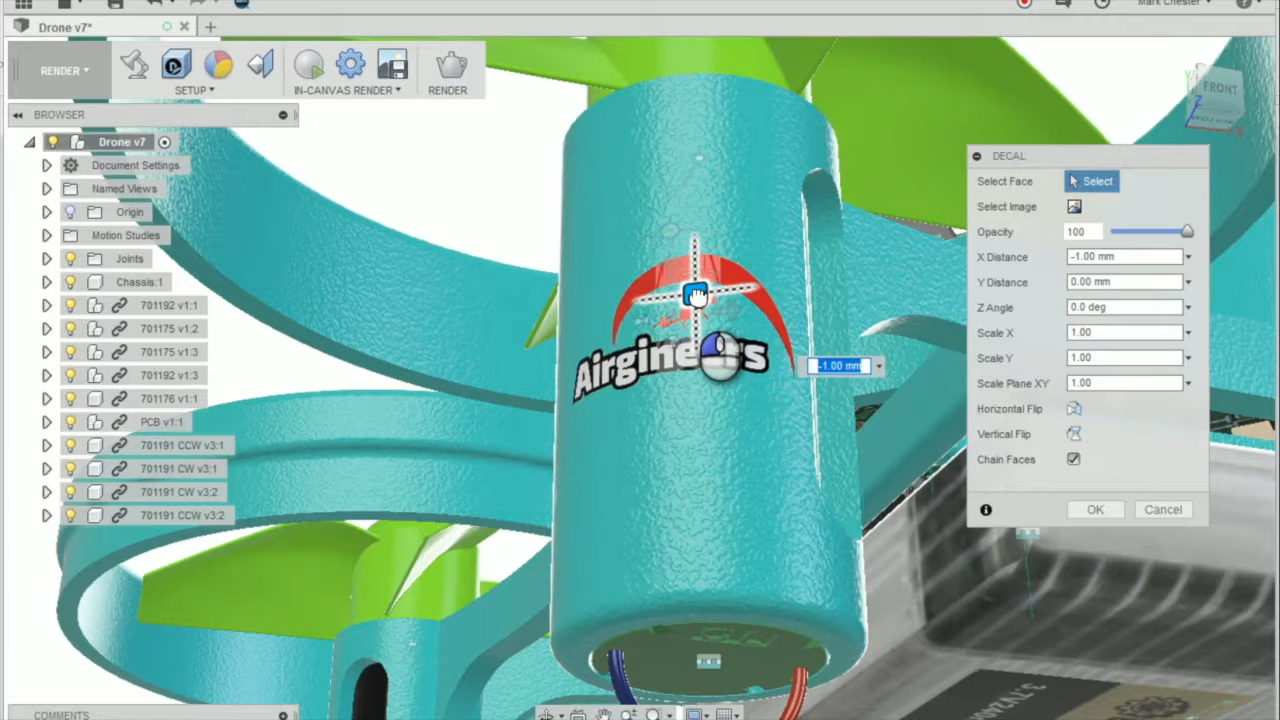 Mark Chester
Drone v7*
RENDER
SETUP
IN-CANVAS RENDER
RENDER
BROWSER
Drone v7
Document Settings
Named Views
Origin
Motion Studies
Joints
Chassis:1
701192 v1:1
701175 v1:2
701175 v1:3
701192 v1:3
701176 v1:1
PCB v1:1
701191 CCW v3:1
701191 CW v3:1
701191 CW v3:2
701191 CCW v3:2
COMMENTS
Airgineers
-1.00 mm
FRONT
Y
Z
X
DECAL
Select Face Select
Select Image
Opacity 100
X Distance -1.00 mm
Y Distance 0.00 mm
Z Angle 0.0 deg
Scale X 1.00
Scale Y 1.00
Scale Plane XY 1.00
Horizontal Flip
Vertical Flip
Chain Faces
OK Cancel